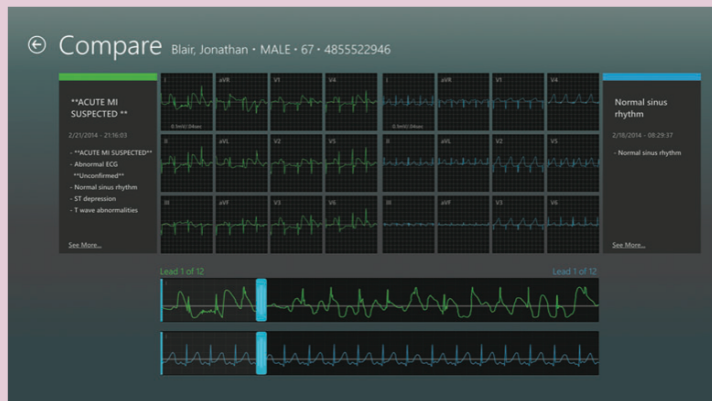 Compare Blair, Jonathan • MALE • 67 • 4855522946
**ACUTE MI
SUSPECTED **
2/21/2014 - 21:16:03
- **ACUTE MI SUSPECTED**
- Abnormal ECG
**Unconfirmed**
- Normal sinus rhythm
- ST depression
- T wave abnormalities
See More...
I aVR V1 V4
II aVL V2 V5
III aVF V3 V6
I aVR V1 V4
II aVL V2 V5
III aVF V3 V6
Normal sinus
rhythm
2/18/2014 - 08:29:37
- Normal sinus rhythm
See More...
Lead 1 of 12
Lead 1 of 12